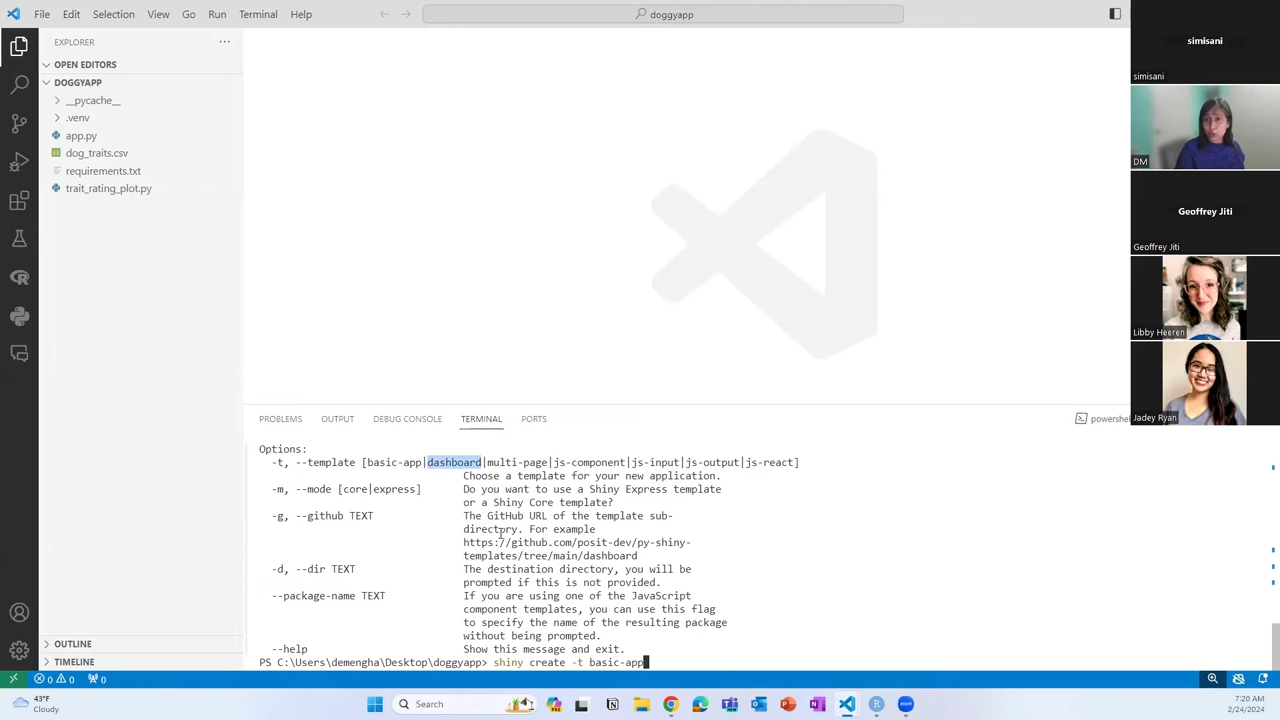 File Edit Selection View Go Run Terminal Help
doggyapp
EXPLORER
OPEN EDITORS
DOGGYAPP
__pycache__
.venv
app.py
dog_traits.csv
requirements.txt
trait_rating_plot.py
OUTLINE
TIMELINE
PROBLEMS OUTPUT DEBUG CONSOLE TERMINAL PORTS
powershell
Options:
-t, --template [basic-app|dashboard|multi-page|js-component|js-input|js-output|js-react]
Choose a template for your new application.
-m, --mode [core|express] Do you want to use a Shiny Express template
or a Shiny Core template?
-g, --github TEXT The GitHub URL of the template sub-
directory. For example
https://github.com/posit-dev/py-shiny-
templates/tree/main/dashboard
-d, --dir TEXT The destination directory, you will be
prompted if this is not provided.
--package-name TEXT If you are using one of the JavaScript
component templates, you can use this flag
to specify the name of the resulting package
without being prompted.
--help Show this message and exit.
PS C:\Users\demengha\Desktop\doggyapp> shiny create -t basic-app
simisani
simisani
DM
Geoffrey Jiti
Geoffrey Jiti
Libby Heeren
Jadey Ryan
0 0 0
43°F
Cloudy
Search
zoom
7:20 AM
2/24/2024